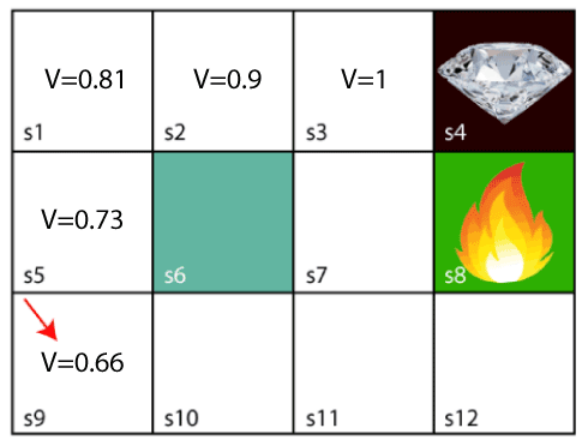 V=0.81 V=0.9 V=1
s1 s2 s3 s4
V=0.73
s5 s6 s7 s8
V=0.66
s9 s10 s11 s12